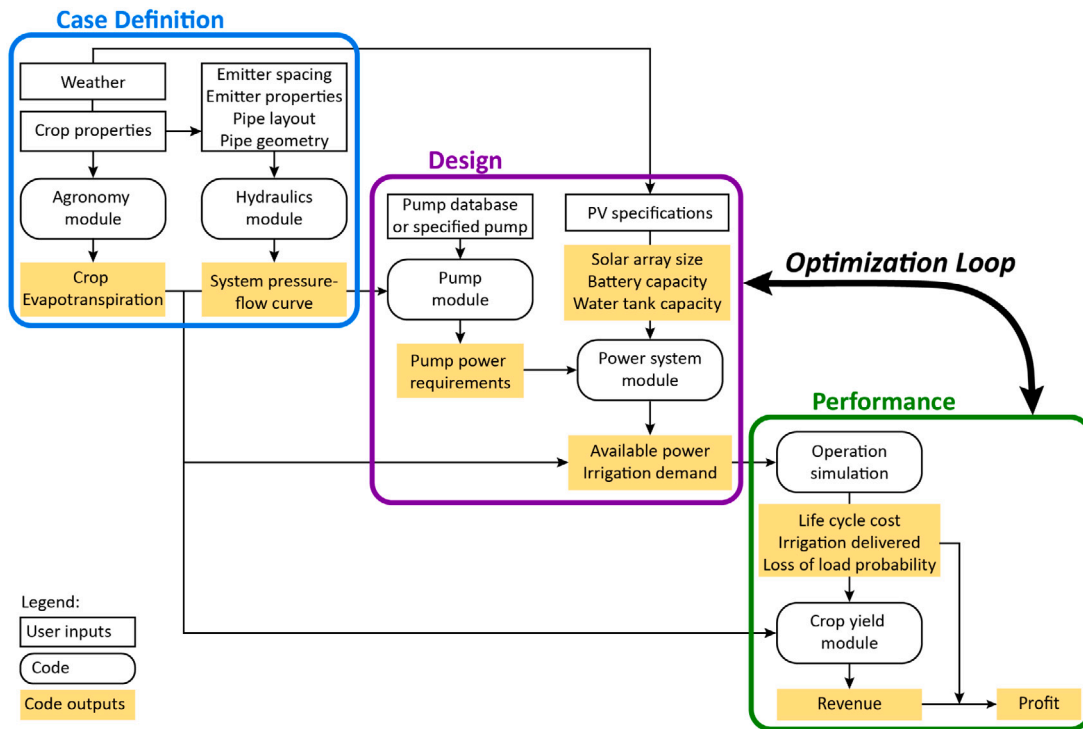 Case Definition
Weather
Crop properties
Emitter spacing
Emitter properties
Pipe layout
Pipe geometry
Agronomy
module
Hydraulics
module
Crop
Evapotranspiration
System pressure-
flow curve
Design
Pump database
or specified pump
PV specifications
Pump
module
Solar array size
Battery capacity
Water tank capacity
Pump power
requirements
Power system
module
Available power
Irrigation demand
Optimization Loop
Performance
Operation
simulation
Life cycle cost
Irrigation delivered
Loss of load probability
Crop yield
module
Revenue
Profit
Legend:
User inputs
Code
Code outputs